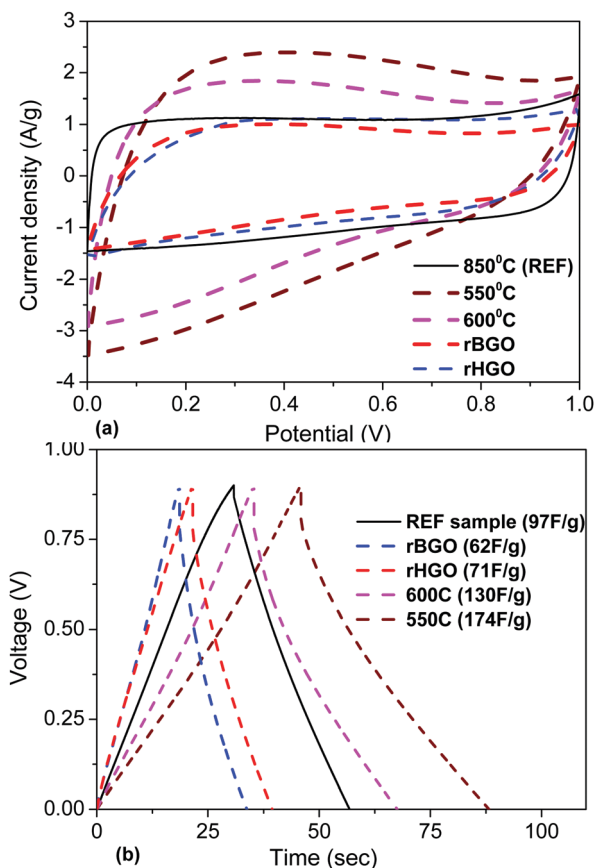 4
3
2
1
0
-1
-2
-3
-4
Current density (A/g)
850⁰C (REF)
550⁰C
600⁰C
rBGO
rHGO
0.0 0.2 0.4 0.6 0.8 1.0
(a)
Potential (V)
1.00
0.75
0.50
0.25
0.00
Voltage (V)
REF sample (97F/g)
rBGO (62F/g)
rHGO (71F/g)
600C (130F/g)
550C (174F/g)
0 25 50 75 100
(b)
Time (sec)